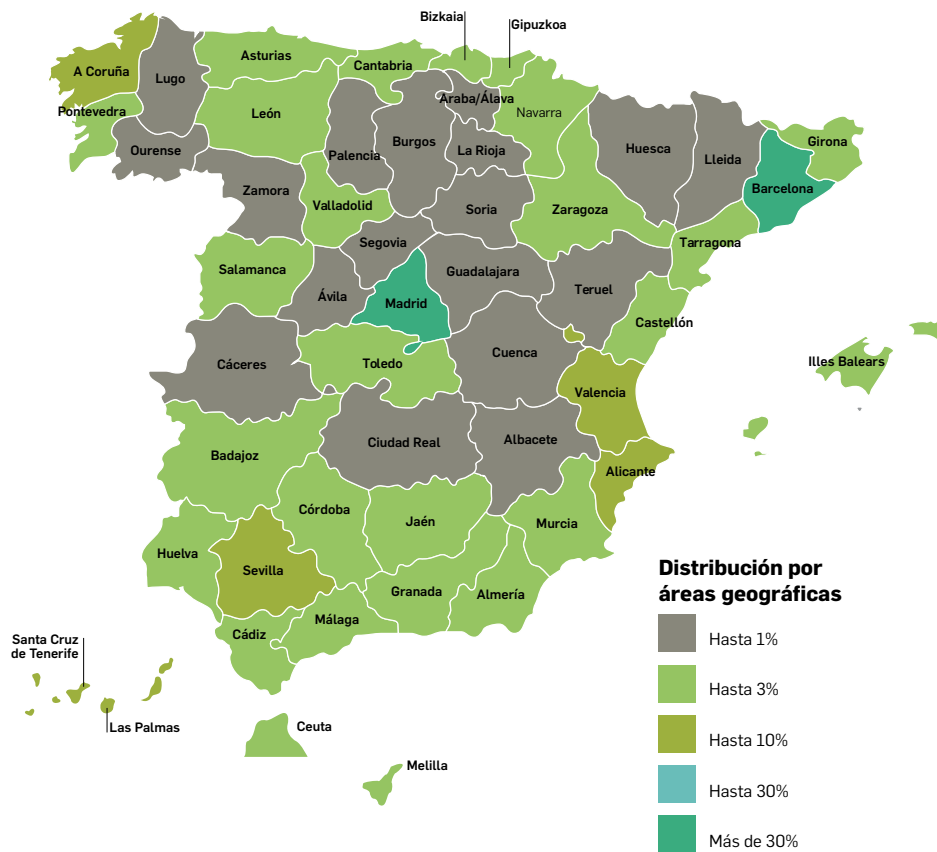 Bizkaia
Gipuzkoa
A Coruña
Lugo
Asturias
Cantabria
Pontevedra
León
Araba/Álava
Navarra
Ourense
Palencia
Burgos
La Rioja
Huesca
Lleida
Girona
Barcelona
Zamora
Valladolid
Soria
Zaragoza
Tarragona
Salamanca
Segovia
Guadalajara
Ávila
Madrid
Teruel
Castellón
Cáceres
Toledo
Cuenca
Illes Balears
Valencia
Badajoz
Ciudad Real
Albacete
Alicante
Córdoba
Jaén
Murcia
Huelva
Sevilla
Granada
Almería
Málaga
Cádiz
Santa Cruz
de Tenerife
Las Palmas
Ceuta
Melilla
Distribución por
áreas geográficas
Hasta 1%
Hasta 3%
Hasta 10%
Hasta 30%
Más de 30%